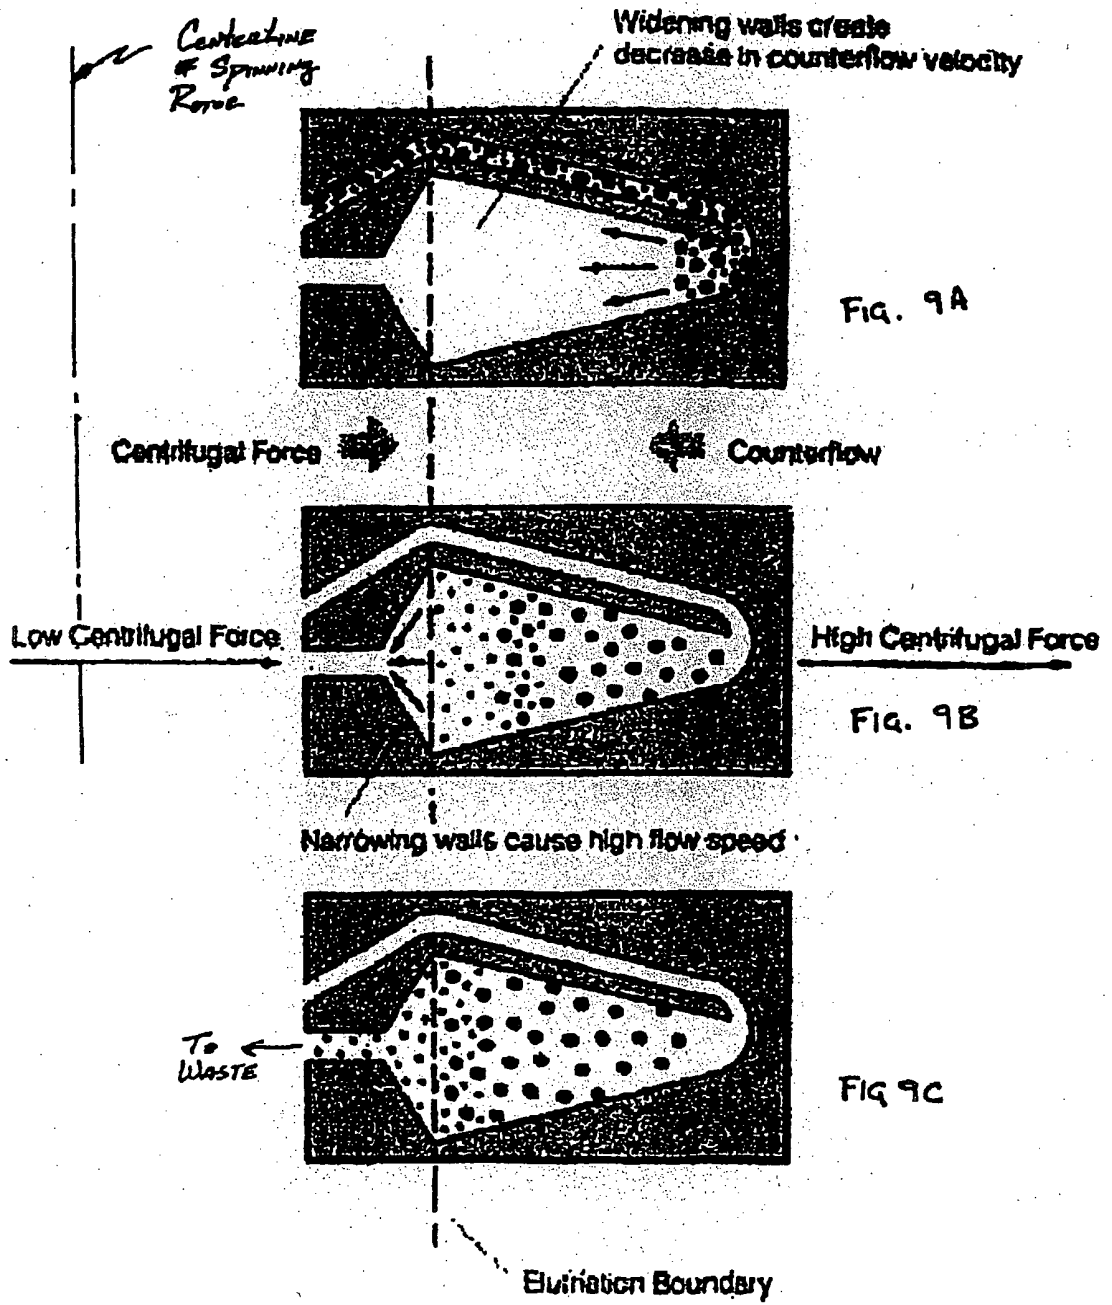 CENTERLINE
OF SPINNING
ROTOR
Widening walls create
decrease in counterflow velocity
FIG. 9A
Centrifugal Force
Counterflow
Low Centrifugal Force
High Centrifugal Force
FIG. 9B
Narrowing walls cause high flow speed
TO
WASTE
FIG 9C
Elutriation Boundary